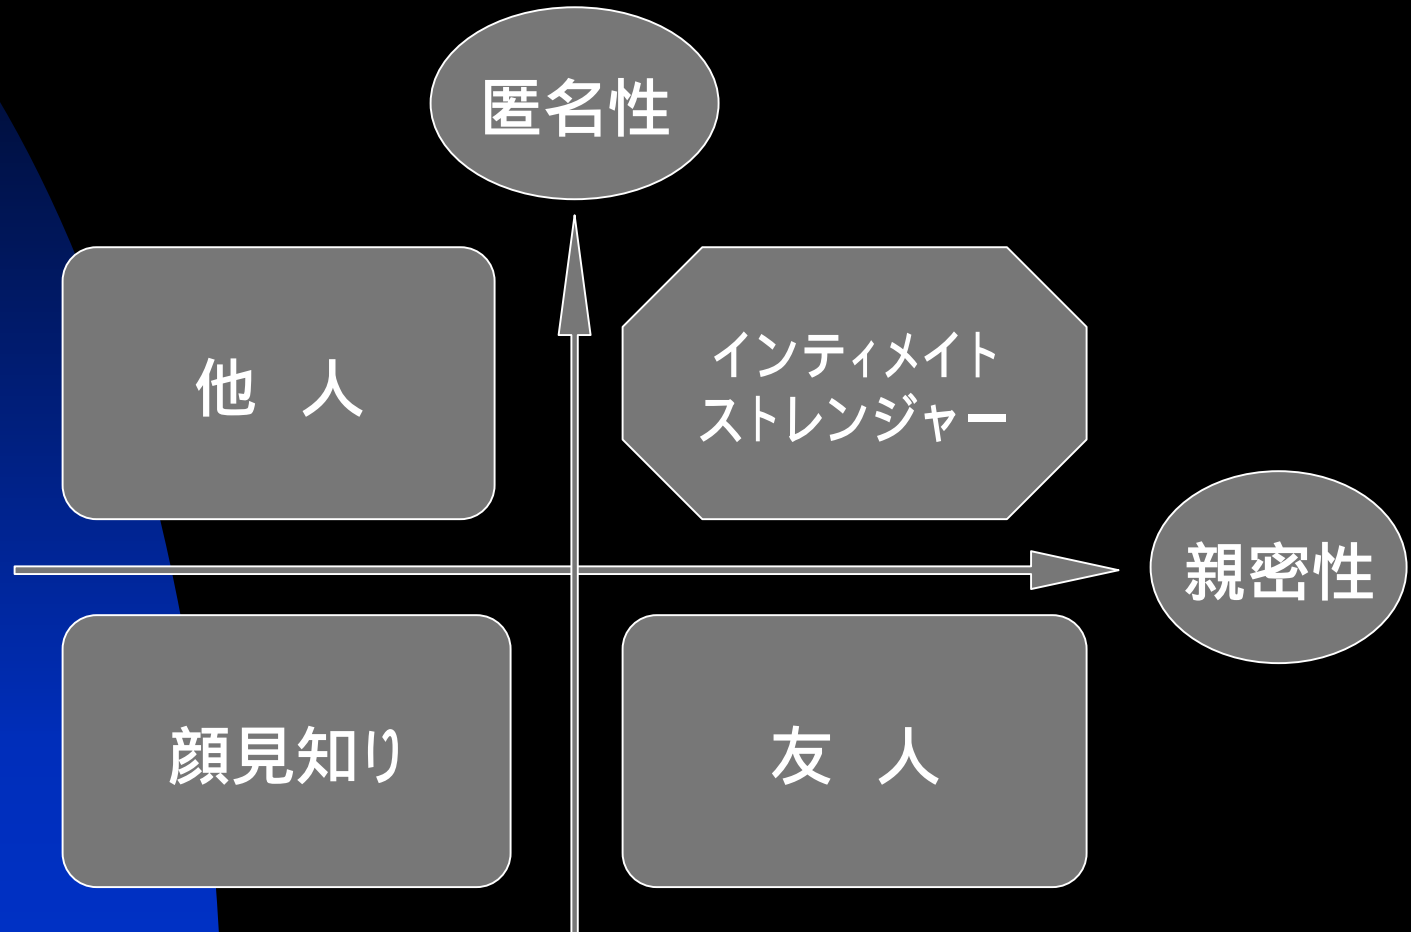 匿名性
他　人
インティメイト
ストレンジャー
親密性
顔見知り
友　人